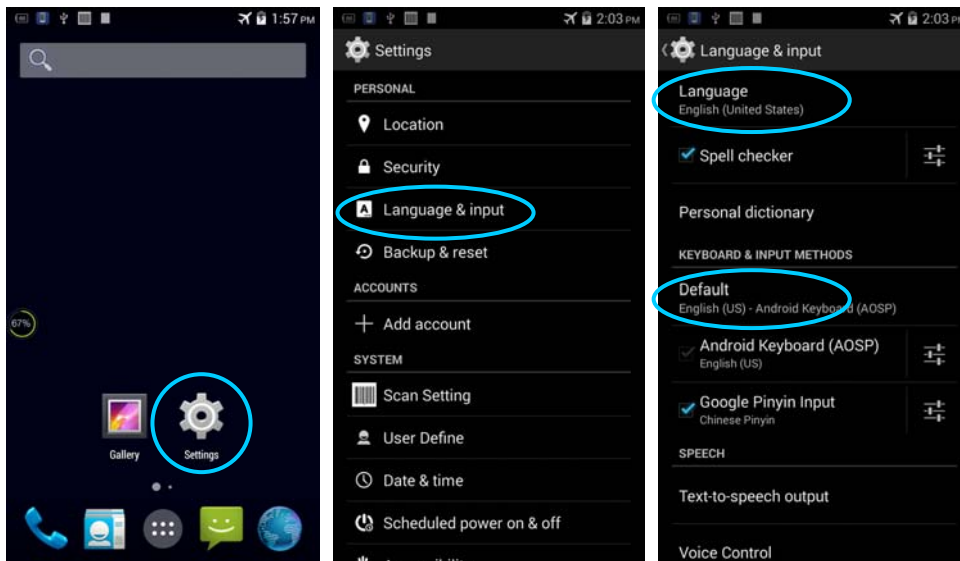 1:57 PM
67%
Gallery
Settings
2:03 PM
Settings
PERSONAL
Location
Security
A Language & input
Backup & reset
ACCOUNTS
Add account
SYSTEM
Scan Setting
User Define
Date & time
Scheduled power on & off
2:03 PM
Language & input
Language
English (United States)
Spell checker
Personal dictionary
KEYBOARD & INPUT METHODS
Default
English (US) - Android Keyboard (AOSP)
Android Keyboard (AOSP)
English (US)
Google Pinyin Input
Chinese Pinyin
SPEECH
Text-to-speech output
Voice Control